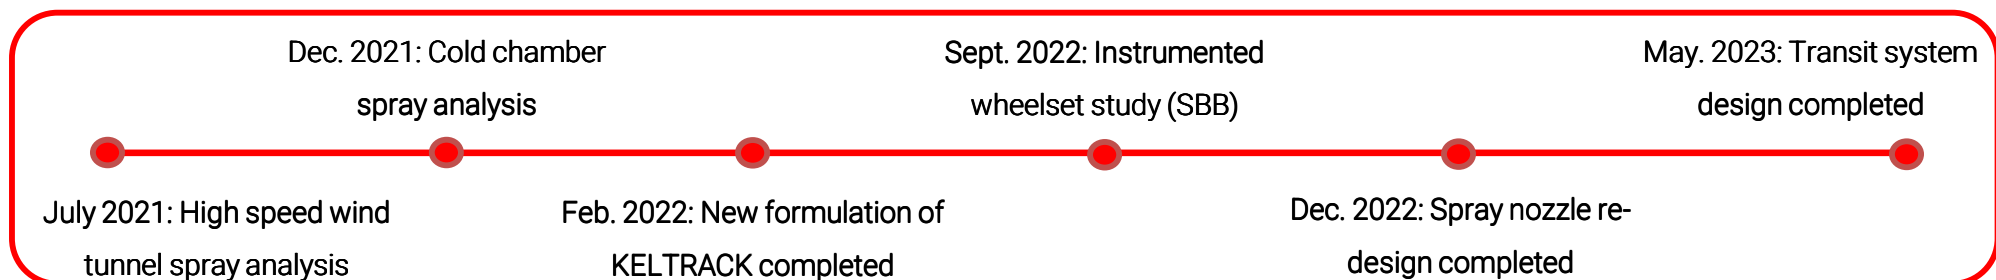 Dec. 2021: Cold chamber
spray analysis
Sept. 2022: Instrumented
wheelset study (SBB)
May. 2023: Transit system
design completed
July 2021: High speed wind
tunnel spray analysis
Feb. 2022: New formulation of
KELTRACK completed
Dec. 2022: Spray nozzle re-
design completed